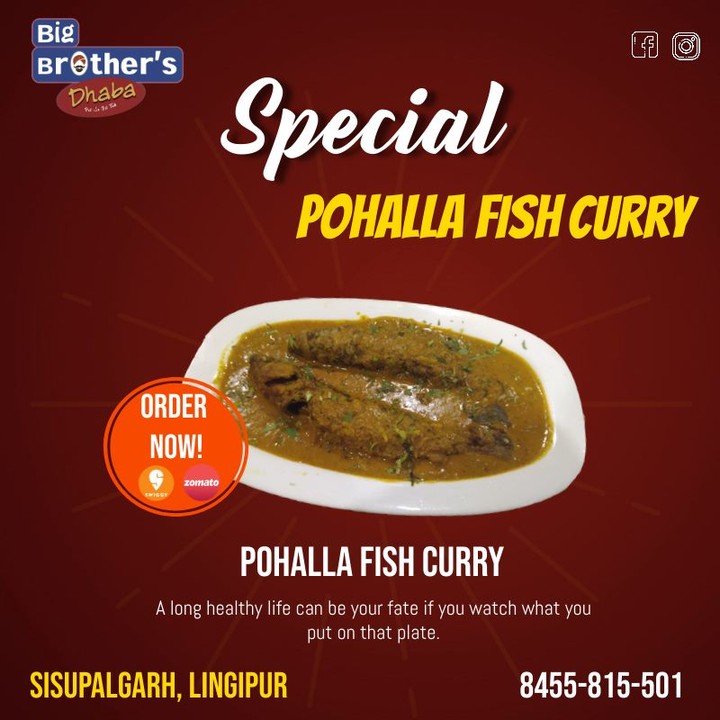 Big
BrOther's
Dhaba
Special
POHALLA FISH CURRY
ORDER
NOW!
SWIGGY
zomato
POHALLA FISH CURRY
A long healthy life can be your fate if you watch what you
put on that plate.
SISUPALGARH, LINGIPUR
8455-815-501